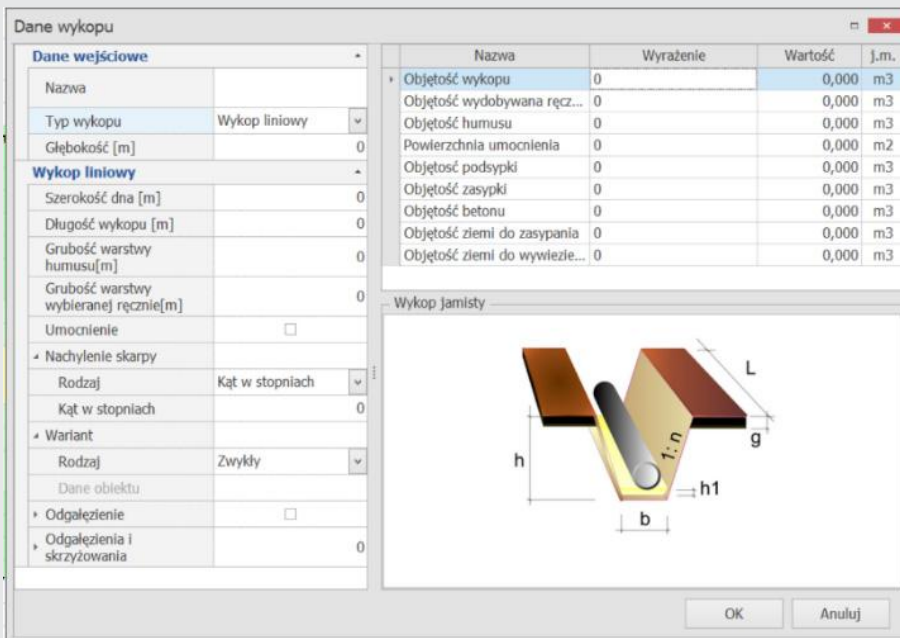 Dane wykopu
Dane wejściowe
Nazwa
Typ wykopu Wykop liniowy
Głębokość [m] 0
Wykop liniowy
Szerokość dna [m] 0
Długość wykopu [m] 0
Grubość warstwy
humusu[m] 0
Grubość warstwy
wybieranej ręcznie[m] 0
Umocnienie
Nachylenie skarpy
Rodzaj Kąt w stopniach
Kąt w stopniach 0
Wariant
Rodzaj Zwykły
Dane obiektu
Odgałęzienie
Odgałęzienia i
skrzyżowania 0
Nazwa Wyrażenie Wartość j.m.
Objętość wykopu 0 0,000 m3
Objętość wydobywana ręcz... 0 0,000 m3
Objętość humusu 0 0,000 m3
Powierzchnia umocnienia 0 0,000 m2
Objętosć podsypki 0 0,000 m3
Objętość zasypki 0 0,000 m3
Objętość betonu 0 0,000 m3
Objętość ziemi do zasypania 0 0,000 m3
Objętość ziemi do wywiezie... 0 0,000 m3
Wykop jamisty
L
g
1: n
h
h1
b
OK Anuluj